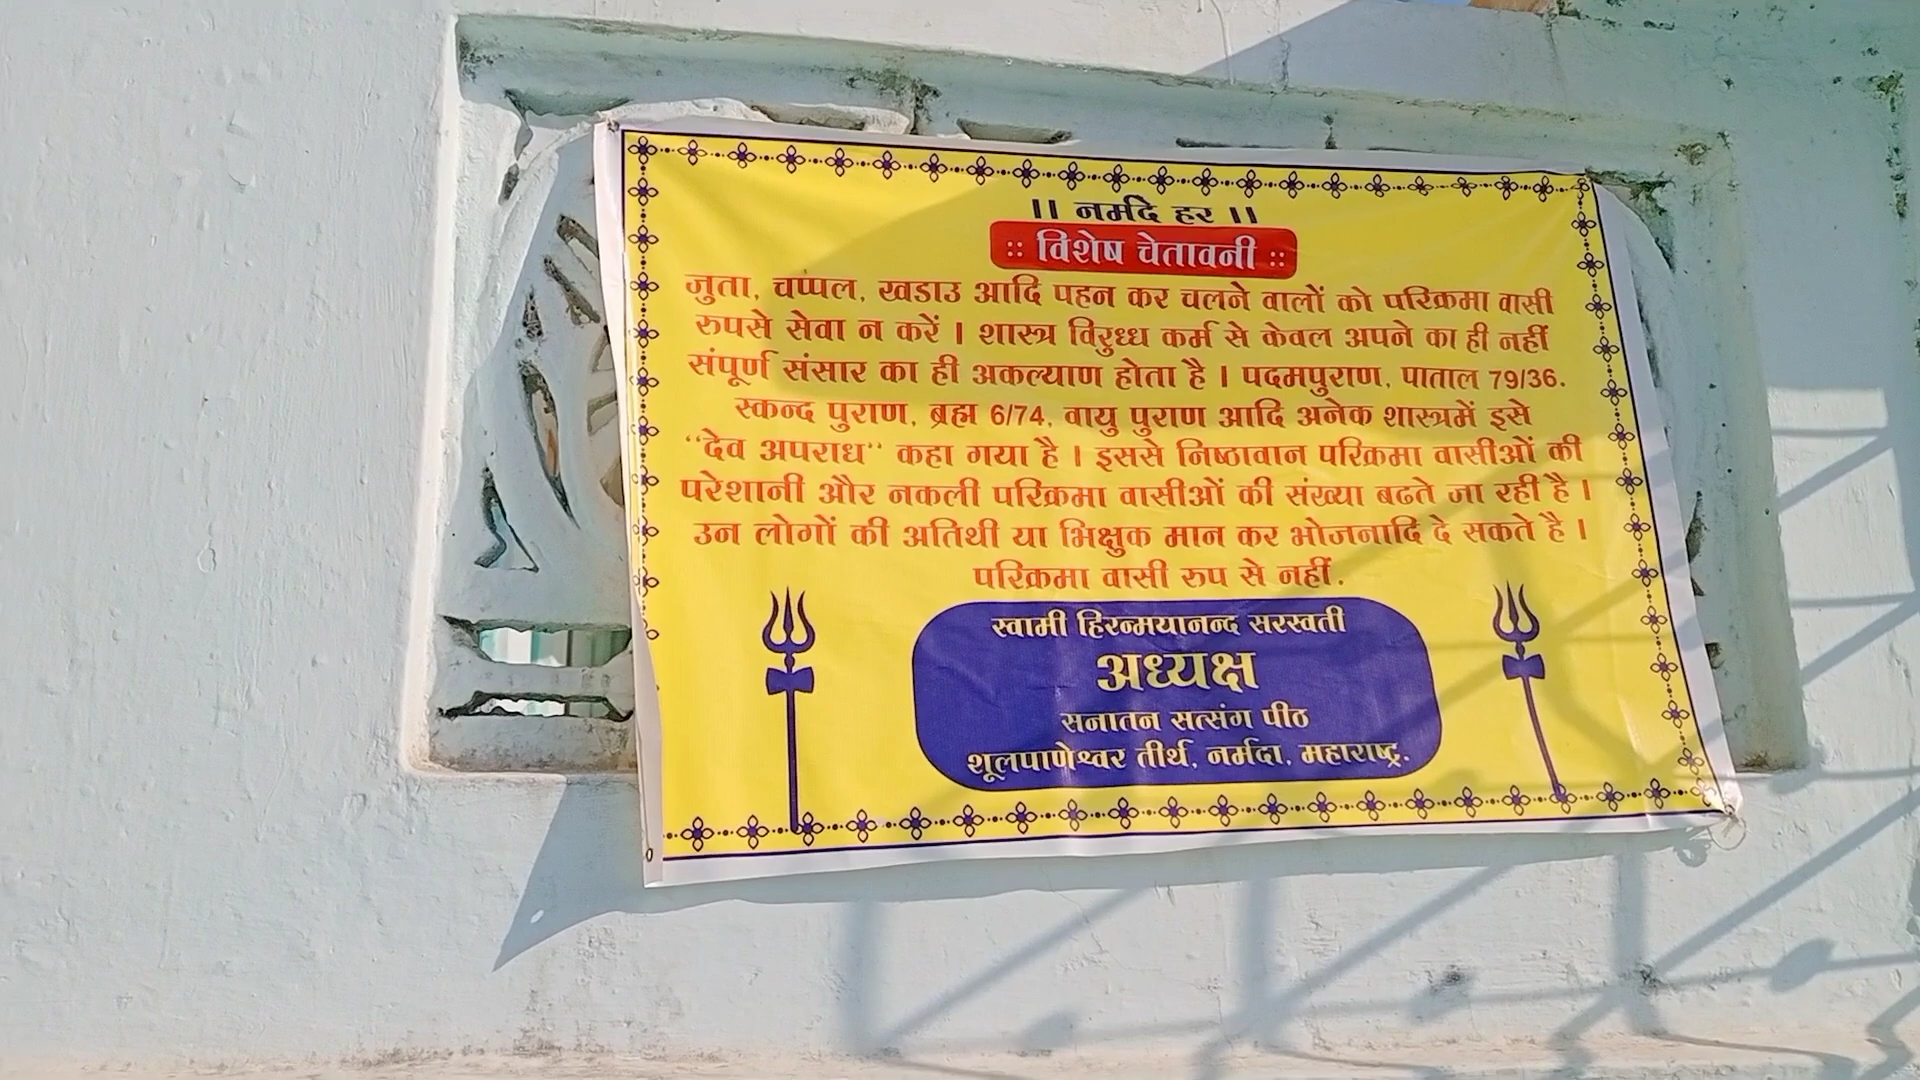 ।। नर्मदे हर ।।
:: विशेष चेतावनी ::
जुता, चप्पल, खडाउ आदि पहन कर चलने वालों को परिक्रमा वासी
रुपसे सेवा न करें । शास्त्र विरुध्ध कर्म से केवल अपने का ही नहीं
संपूर्ण संसार का ही अकल्याण होता है । पदमपुराण, पाताल 79/36.
स्कन्द पुराण, ब्रह्म 6/74, वायु पुराण आदि अनेक शास्त्रमें इसे
“देव अपराध” कहा गया है । इससे निष्ठावान परिक्रमा वासीओं की
परेशानी और नकली परिक्रमा वासीओं की संख्या बढते जा रही है ।
उन लोगों की अतिथी या भिक्षुक मान कर भोजनादि दे सकते है ।
परिक्रमा वासी रुप से नहीं.
स्वामी हिरन्मयानन्द सरस्वती
अध्यक्ष
सनातन सत्संग पीठ
शूलपाणेश्वर तीर्थ, नर्मदा, महाराष्ट्र.